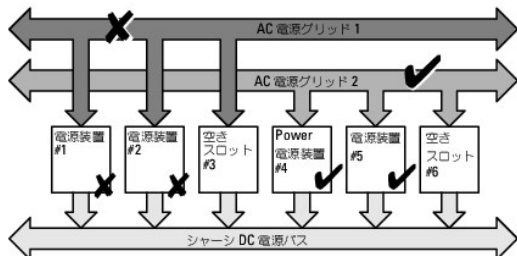 AC 電源グリッド 1
AC 電源グリッド 2
電源装置
#1
電源装置
#2
空き
スロット
#3
Power
電源装置
#4
電源装置
#5
空き
スロット
#6
シャーシ DC 電源バス